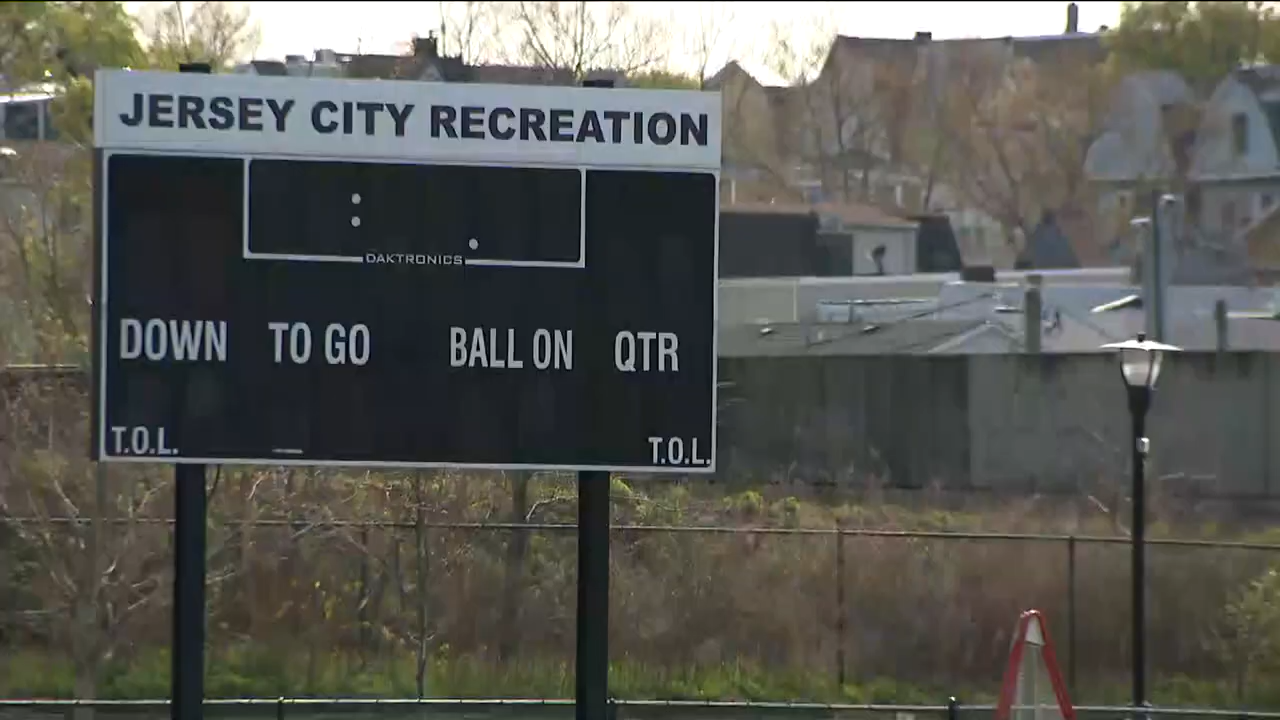 JERSEY CITY RECREATION
:
.
DAKTRONICS
DOWN TO GO BALL ON QTR
T.O.L. T.O.L.